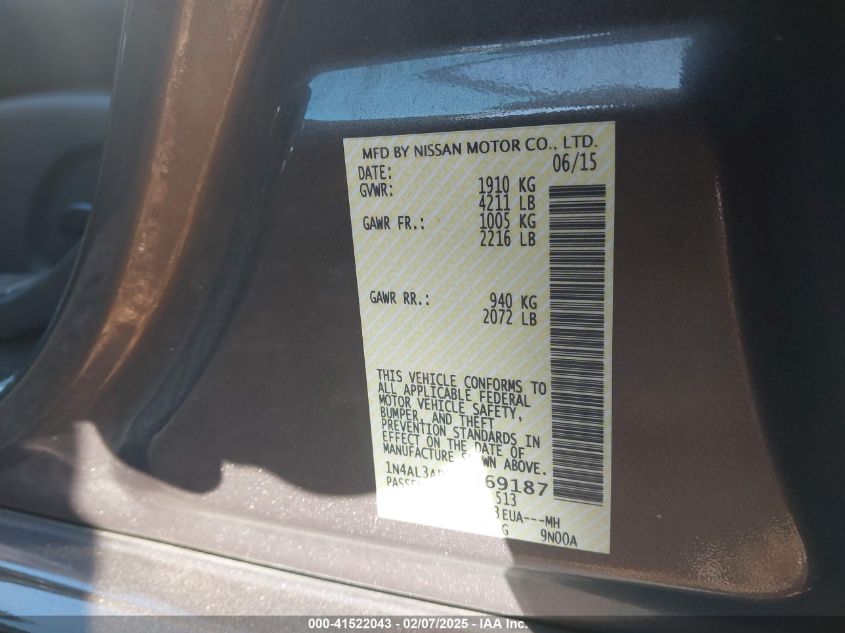 MFD BY NISSAN MOTOR CO., LTD.
DATE: 06/15
GVWR: 1910 KG
4211 LB
GAWR FR.: 1005 KG
2216 LB
GAWR RR.: 940 KG
2072 LB
THIS VEHICLE CONFORMS TO
ALL APPLICABLE FEDERAL
MOTOR VEHICLE SAFETY,
BUMPER, AND THEFT
PREVENTION STANDARDS IN
EFFECT ON THE DATE OF
MANUFACTURE SHOWN ABOVE.
1N4AL3A 69187
513
EUA---MH
G 9N00A
000-41522043 - 02/07/2025 - IAA Inc.